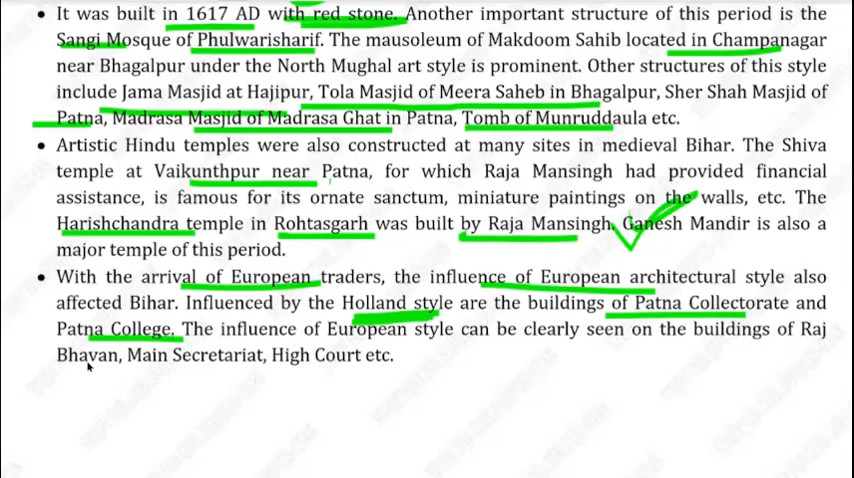 • It was built in 1617 AD with red stone. Another important structure of this period is the
Sangi Mosque of Phulwarisharif. The mausoleum of Makdoom Sahib located in Champanagar
near Bhagalpur under the North Mughal art style is prominent. Other structures of this style
include Jama Masjid at Hajipur, Tola Masjid of Meera Saheb in Bhagalpur, Sher Shah Masjid of
Patna, Madrasa Masjid of Madrasa Ghat in Patna, Tomb of Munruddaula etc.
• Artistic Hindu temples were also constructed at many sites in medieval Bihar. The Shiva
temple at Vaikunthpur near Patna, for which Raja Mansingh had provided financial
assistance, is famous for its ornate sanctum, miniature paintings on the walls, etc. The
Harishchandra temple in Rohtasgarh was built by Raja Mansingh. Ganesh Mandir is also a
major temple of this period.
• With the arrival of European traders, the influence of European architectural style also
affected Bihar. Influenced by the Holland style are the buildings of Patna Collectorate and
Patna College. The influence of European style can be clearly seen on the buildings of Raj
Bhavan, Main Secretariat, High Court etc.